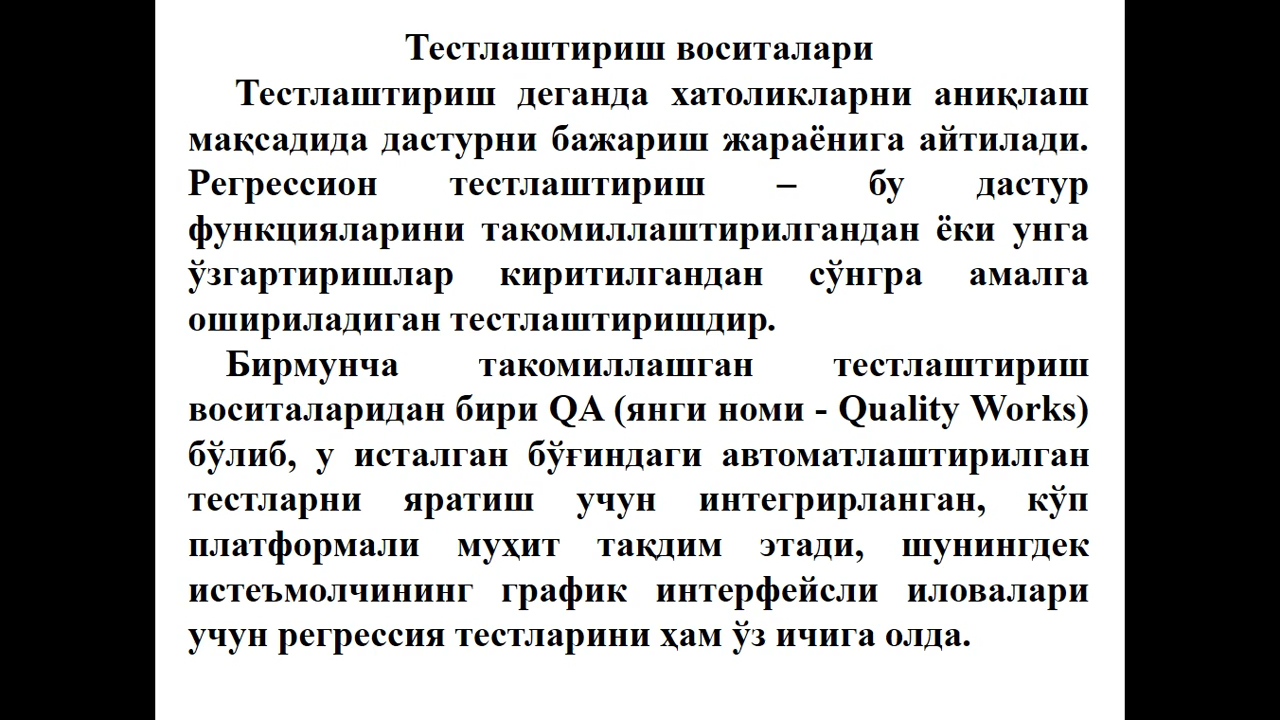 Тестлаштириш воситалари
Тестлаштириш деганда хатоликларни аниқлаш
мақсадида дастурни бажариш жараёнига айтилади.
Регрессион тестлаштириш – бу дастур
функцияларини такомиллаштирилгандан ёки унга
ўзгартиришлар киритилгандан сўнгра амалга
ошириладиган тестлаштиришдир.
Бирмунча такомиллашган тестлаштириш
воситаларидан бири QA (янги номи - Quality Works)
бўлиб, у исталган бўғиндаги автоматлаштирилган
тестларни яратиш учун интегрирланган, кўп
платформали муҳит тақдим этади, шунингдек
истеъмолчининг график интерфейсли иловалари
учун регрессия тестларини ҳам ўз ичига олда.